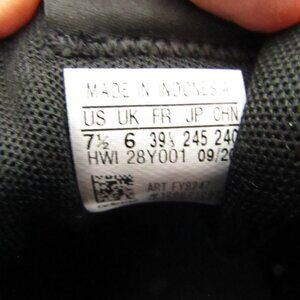 MADE IN INDONESIA
US UK FR JP CHN
7½ 6 39⅓ 245 240
HWI 28Y001 09/20
ART FY8247